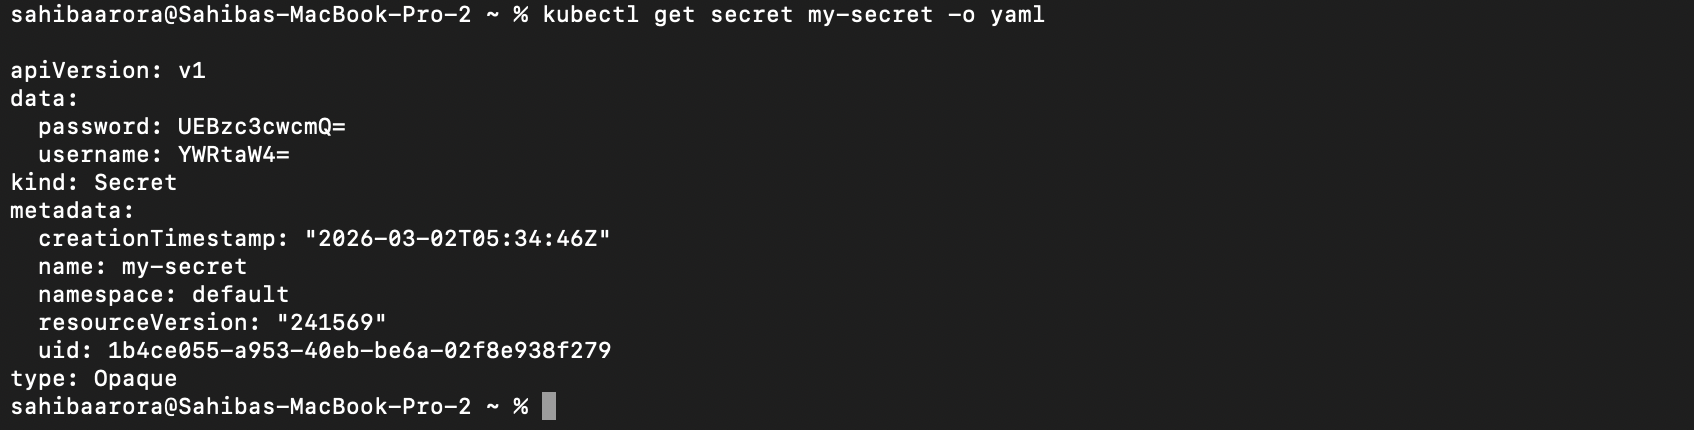 sahibaarora@Sahibas-MacBook-Pro-2 ~ % kubectl get secret my-secret -o yaml
apiVersion: v1
data:
  password: UEBzc3cwcmQ=
  username: YWRtaW4=
kind: Secret
metadata:
  creationTimestamp: "2026-03-02T05:34:46Z"
  name: my-secret
  namespace: default
  resourceVersion: "241569"
  uid: 1b4ce055-a953-40eb-be6a-02f8e938f279
type: Opaque
sahibaarora@Sahibas-MacBook-Pro-2 ~ %